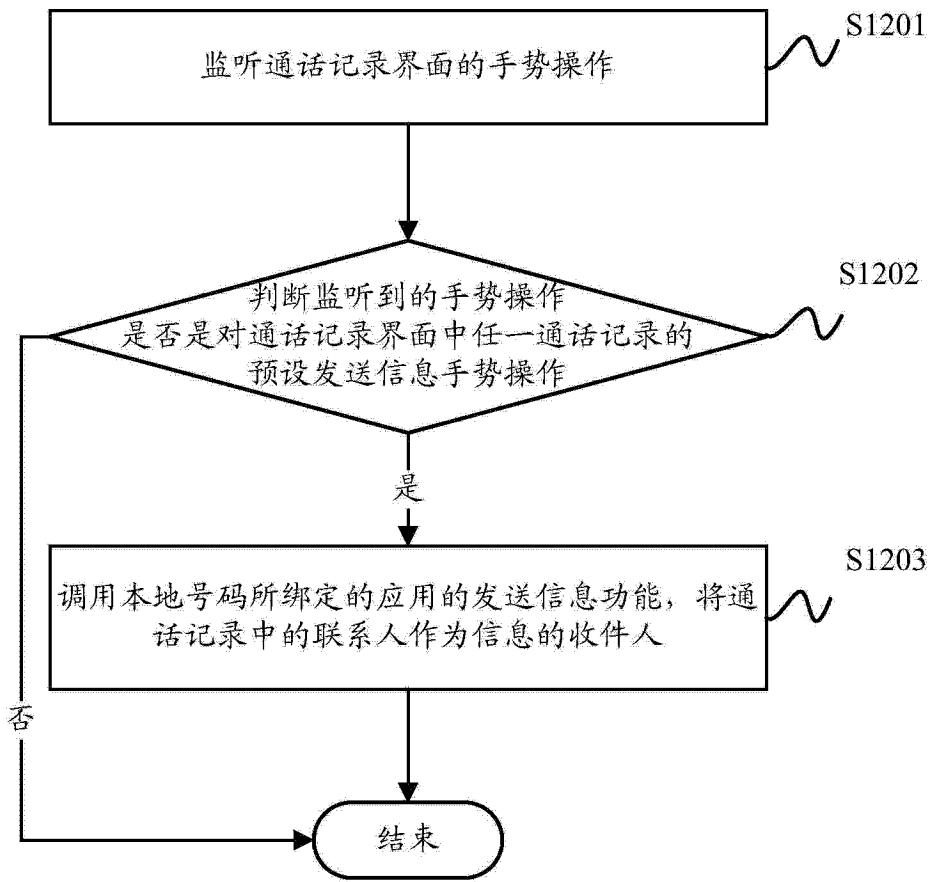 S1201
监听通话记录界面的手势操作
S1202
判断监听到的手势操作
是否是对通话记录界面中任一通话记录的
预设发送信息手势操作
是
S1203
调用本地号码所绑定的应用的发送信息功能，将通
话记录中的联系人作为信息的收件人
否
结束